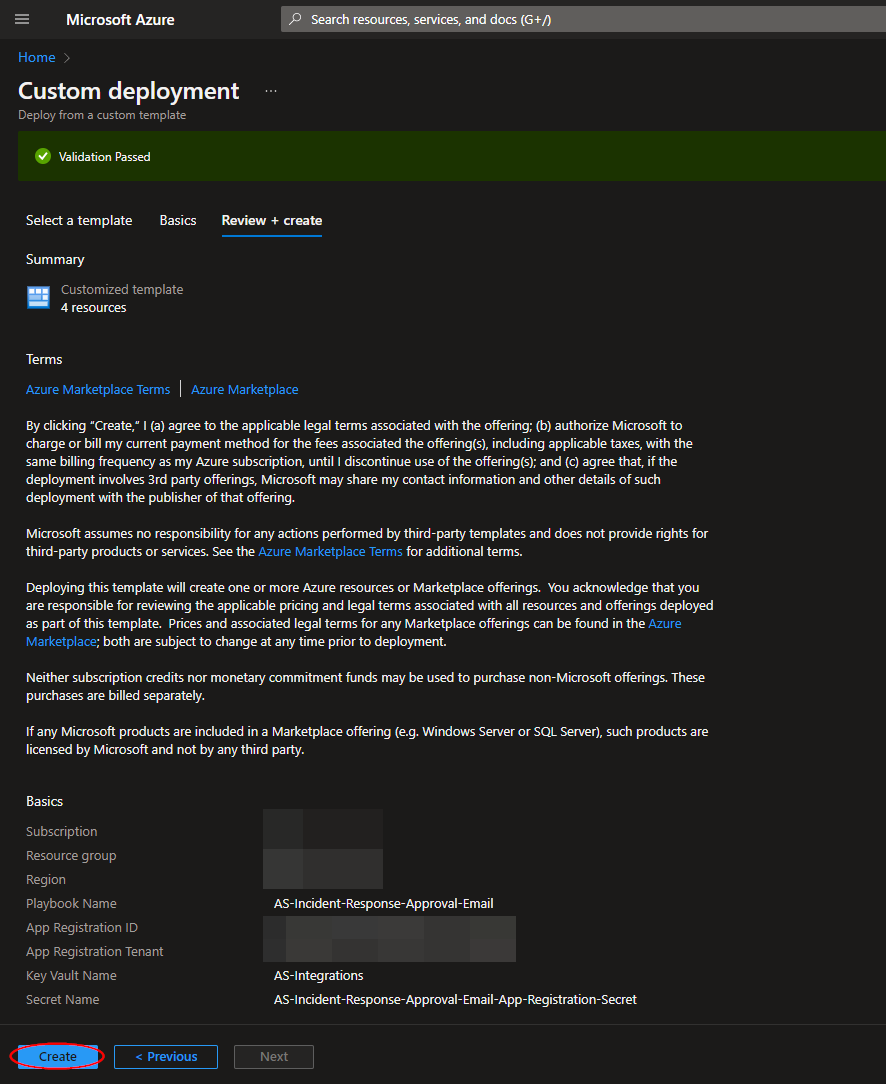 Microsoft Azure
Search resources, services, and docs (G+/)
Home
Custom deployment
...
Deploy from a custom template
Validation Passed
Select a template
Basics
Review + create
Summary
Customized template
4 resources
Terms
Azure Marketplace Terms
Azure Marketplace
By clicking “Create,” I (a) agree to the applicable legal terms associated with the offering; (b) authorize Microsoft to
charge or bill my current payment method for the fees associated the offering(s), including applicable taxes, with the
same billing frequency as my Azure subscription, until I discontinue use of the offering(s); and (c) agree that, if the
deployment involves 3rd party offerings, Microsoft may share my contact information and other details of such
deployment with the publisher of that offering.
Microsoft assumes no responsibility for any actions performed by third-party templates and does not provide rights for
third-party products or services. See the Azure Marketplace Terms for additional terms.
Deploying this template will create one or more Azure resources or Marketplace offerings.  You acknowledge that you
are responsible for reviewing the applicable pricing and legal terms associated with all resources and offerings deployed
as part of this template.  Prices and associated legal terms for any Marketplace offerings can be found in the Azure
Marketplace; both are subject to change at any time prior to deployment.
Neither subscription credits nor monetary commitment funds may be used to purchase non-Microsoft offerings. These
purchases are billed separately.
If any Microsoft products are included in a Marketplace offering (e.g. Windows Server or SQL Server), such products are
licensed by Microsoft and not by any third party.
Basics
Subscription
Resource group
Region
Playbook Name AS-Incident-Response-Approval-Email
App Registration ID
App Registration Tenant
Key Vault Name AS-Integrations
Secret Name AS-Incident-Response-Approval-Email-App-Registration-Secret
Create
< Previous
Next